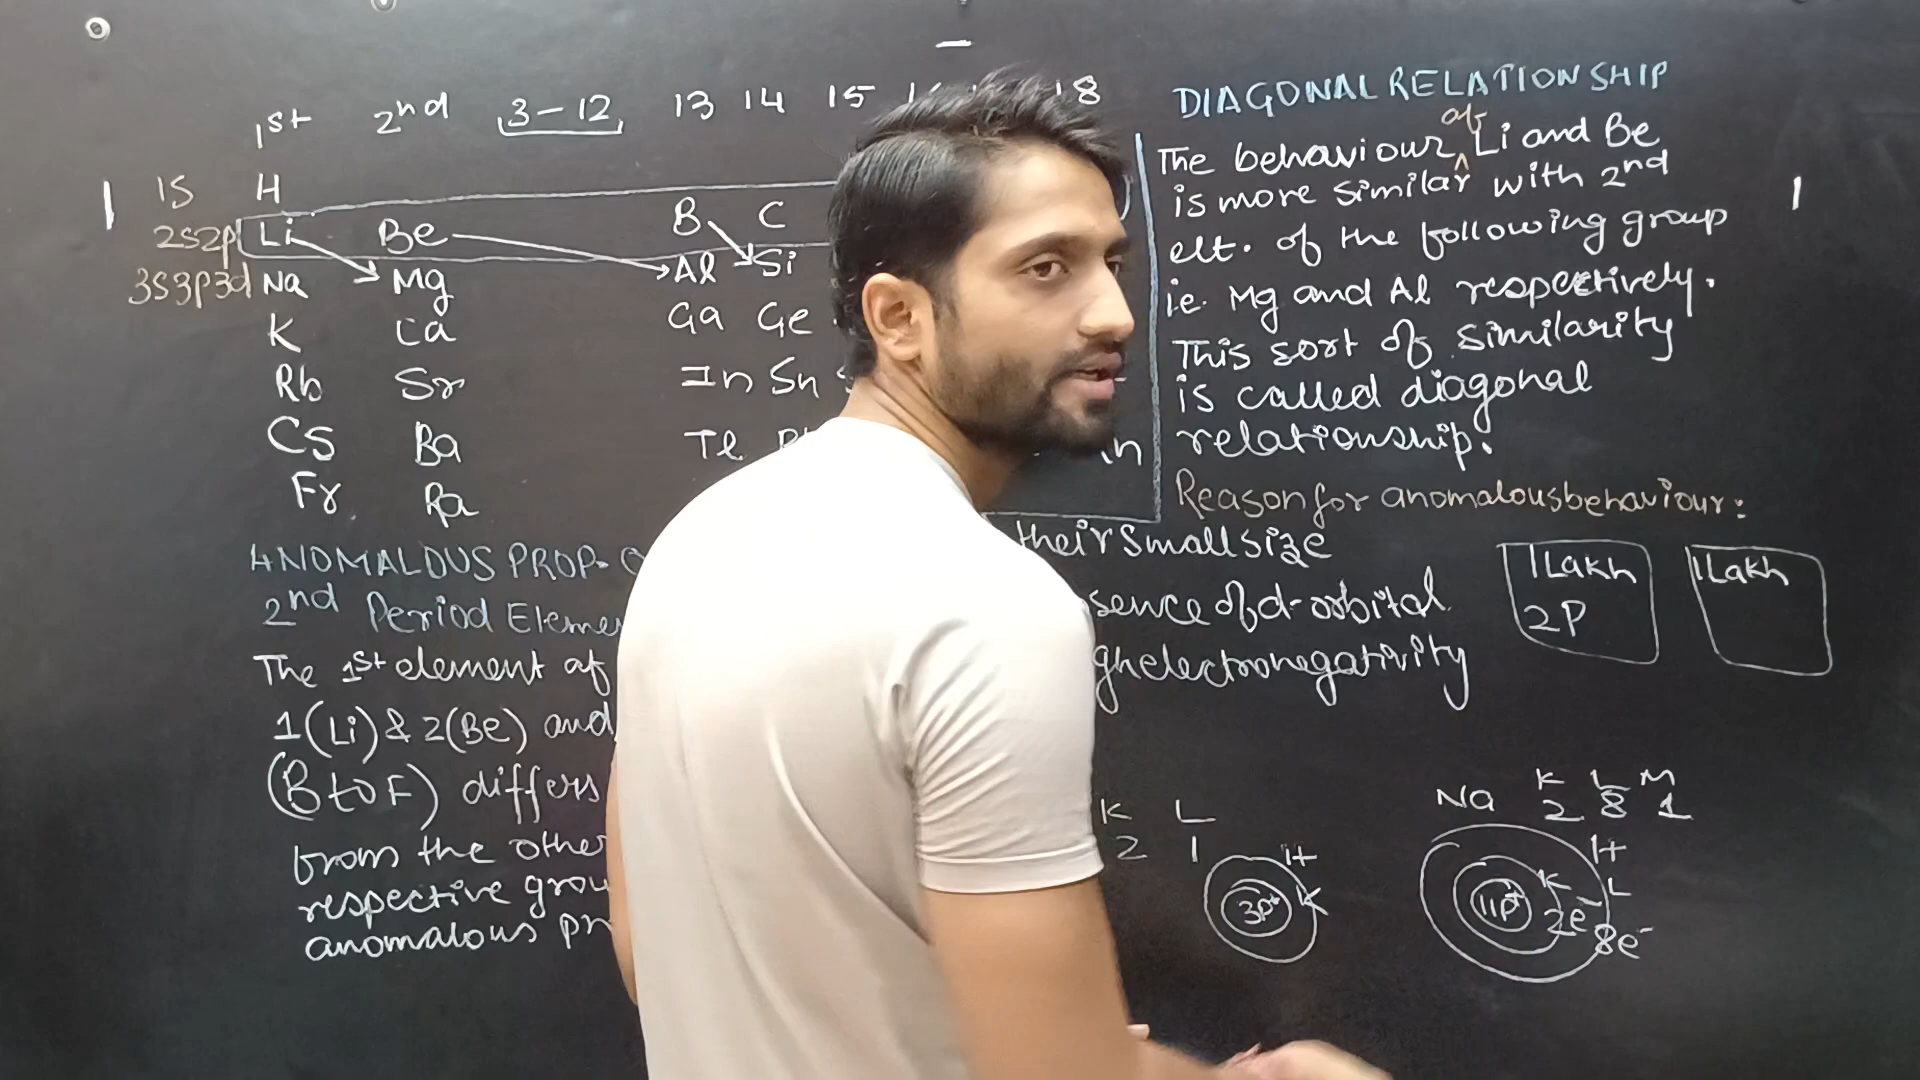 1st 2nd 3-12 13 14 15 18
1S H
2S2P Li Be B C
3S3P3d Na Mg Al Si
K Ca Ga Ge
Rb Sr In Sn
Cs Ba Tl
Fr Ra
ANOMALOUS PROP.
2nd Period
The 1st element of
1(Li) & 2(Be) and
(B to F) differs
from the other
respective
anomalous
DIAGONAL RELATIONSHIP
of
The behaviour ^ Li and Be
is more similar with 2nd
elt. of the following group
ie. Mg and Al respectively.
This sort of similarity
is called diagonal
relationship.
Reason for anomalous behaviour:
their small size
of d-orbital
electronegativity
1Lakh
2P
1Lakh
K L
2 1
1+
3P+ K
Na K L M
2 8 1
1+
K L
11P+ 2e-
8e-